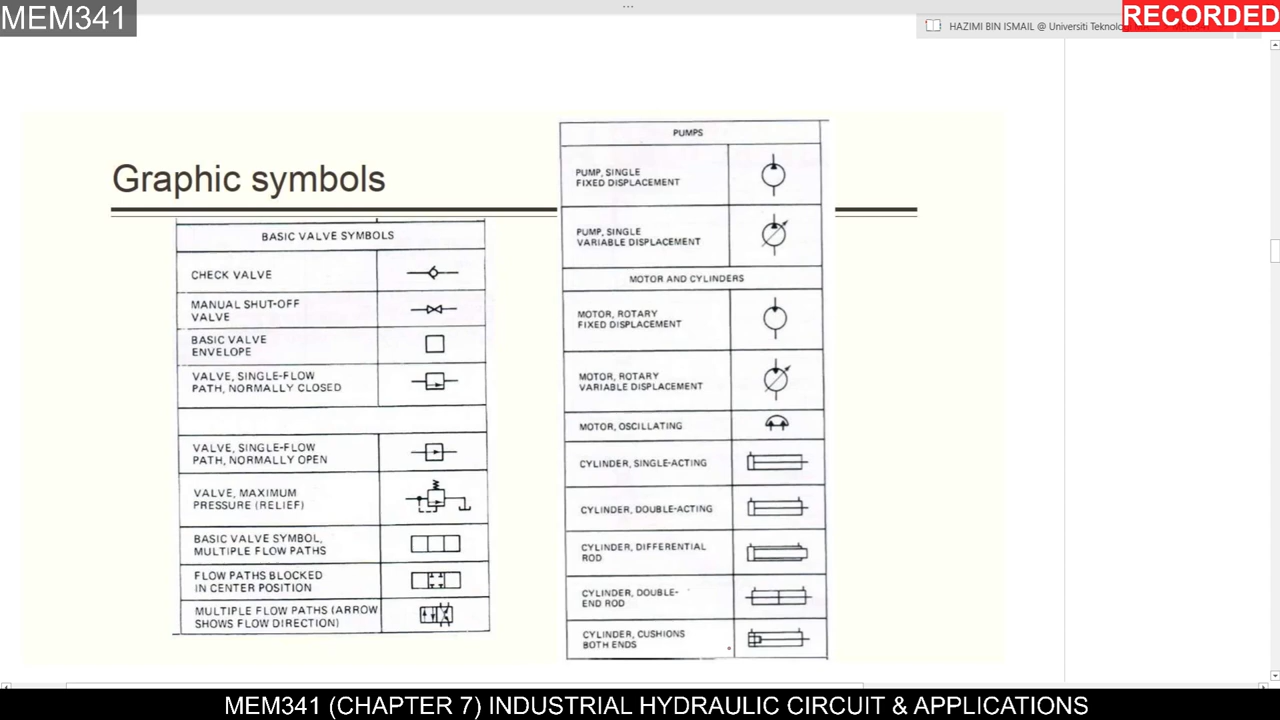 MEM341
RECORDED
HAZIMI BIN ISMAIL @ Universiti Teknolo
Graphic symbols
BASIC VALVE SYMBOLS
CHECK VALVE
MANUAL SHUT-OFF
VALVE
BASIC VALVE
ENVELOPE
VALVE, SINGLE-FLOW
PATH, NORMALLY CLOSED
VALVE, SINGLE-FLOW
PATH, NORMALLY OPEN
VALVE, MAXIMUM
PRESSURE (RELIEF)
BASIC VALVE SYMBOL,
MULTIPLE FLOW PATHS
FLOW PATHS BLOCKED
IN CENTER POSITION
MULTIPLE FLOW PATHS (ARROW
SHOWS FLOW DIRECTION)
PUMPS
PUMP, SINGLE
FIXED DISPLACEMENT
PUMP, SINGLE
VARIABLE DISPLACEMENT
MOTOR AND CYLINDERS
MOTOR, ROTARY
FIXED DISPLACEMENT
MOTOR, ROTARY
VARIABLE DISPLACEMENT
MOTOR, OSCILLATING
CYLINDER, SINGLE-ACTING
CYLINDER, DOUBLE-ACTING
CYLINDER, DIFFERENTIAL
ROD
CYLINDER, DOUBLE-
END ROD
CYLINDER, CUSHIONS
BOTH ENDS
MEM341 (CHAPTER 7) INDUSTRIAL HYDRAULIC CIRCUIT & APPLICATIONS